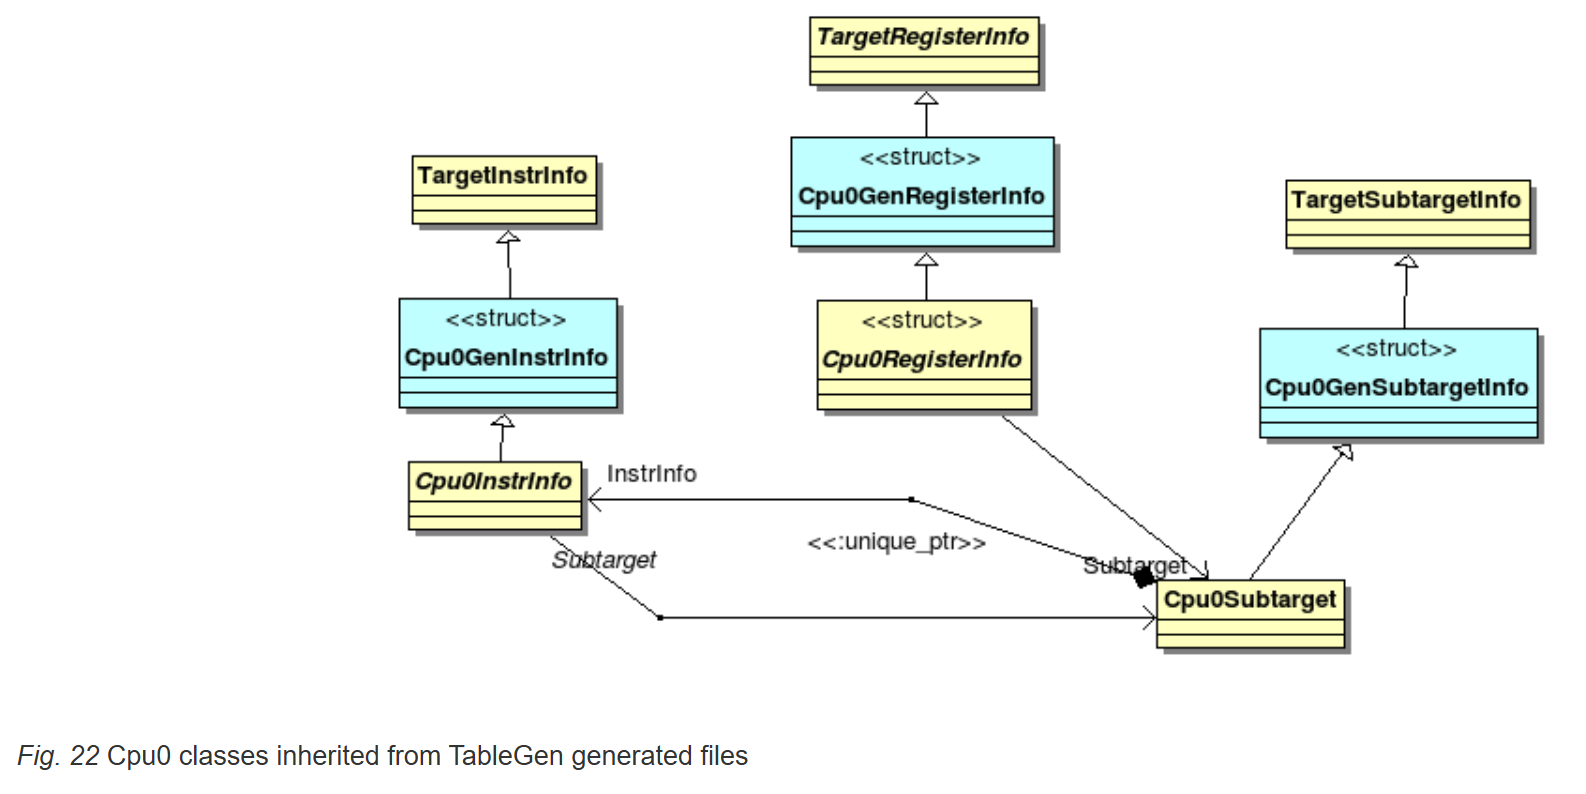 TargetRegisterInfo
<<struct>>
Cpu0GenRegisterInfo
TargetInstrInfo
TargetSubtargetInfo
<<struct>>
Cpu0GenInstrInfo
<<struct>>
Cpu0RegisterInfo
<<struct>>
Cpu0GenSubtargetInfo
Cpu0InstrInfo
InstrInfo
<<:unique_ptr>>
Subtarget
Subtarget
Cpu0Subtarget
Fig. 22 Cpu0 classes inherited from TableGen generated files